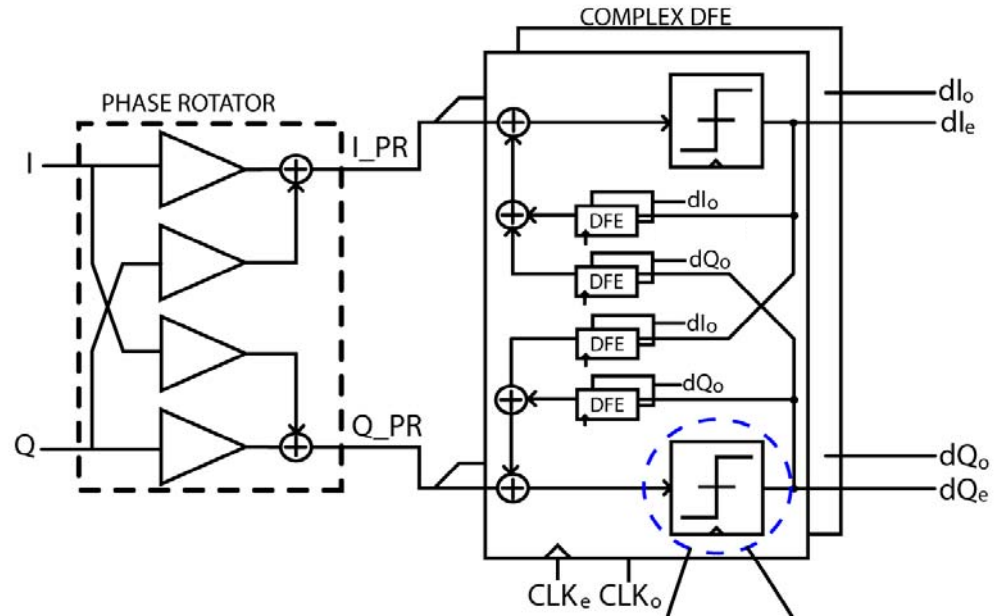 COMPLEX DFE
PHASE ROTATOR
I
I_PR
dIₒ
dIₑ
DFE
dIₒ
DFE
dQₒ
DFE
dIₒ
DFE
dQₒ
Q
Q_PR
dQₒ
dQₑ
CLKₑ CLKₒ